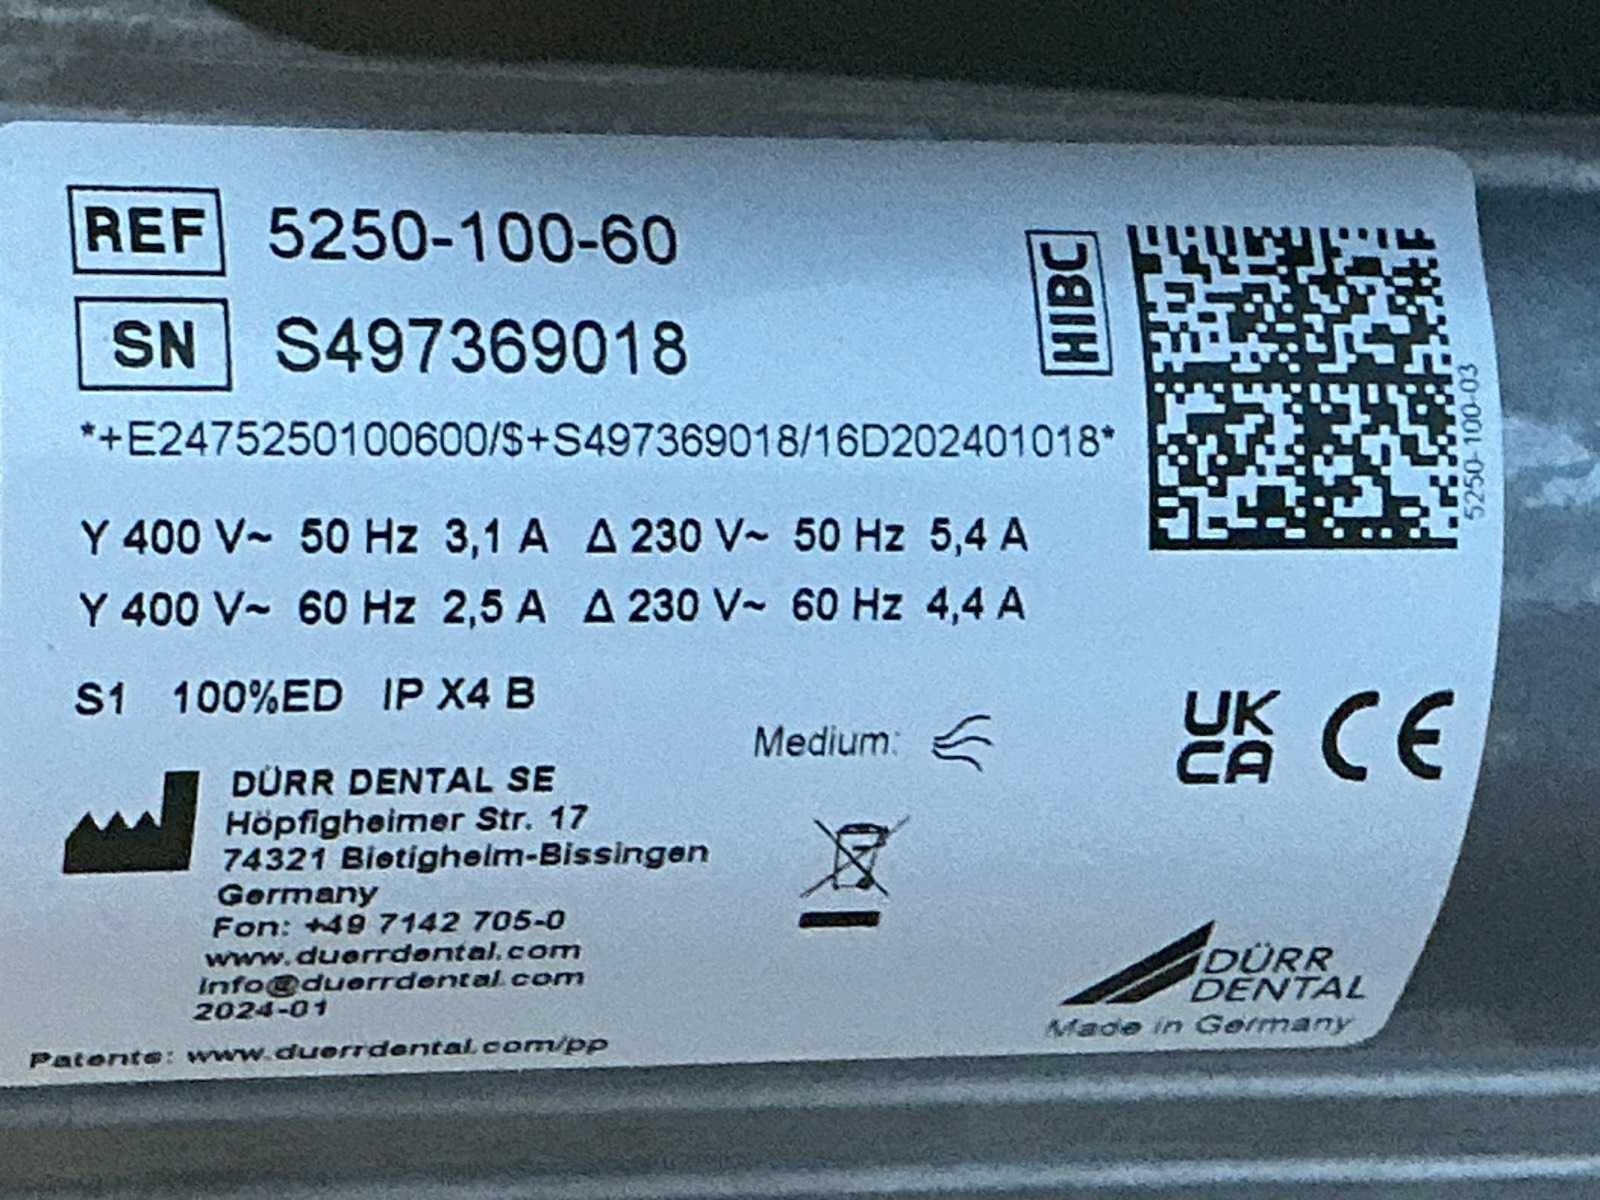 REF 5250-100-60
SN S497369018
*+E2475250100600/$+S497369018/16D202401018*
HIBC
5250-100-03
Y 400 V~ 50 Hz 3,1 A Δ 230 V~ 50 Hz 5,4 A
Y 400 V~ 60 Hz 2,5 A Δ 230 V~ 60 Hz 4,4 A
S1 100%ED IP X4 B
Medium:
UK
CA
CE
DÜRR DENTAL SE
Höpfigheimer Str. 17
74321 Bietigheim-Bissingen
Germany
Fon: +49 7142 705-0
www.duerrdental.com
info@duerrdental.com
2024-01
Patents: www.duerrdental.com/pp
DÜRR
DENTAL
Made in Germany